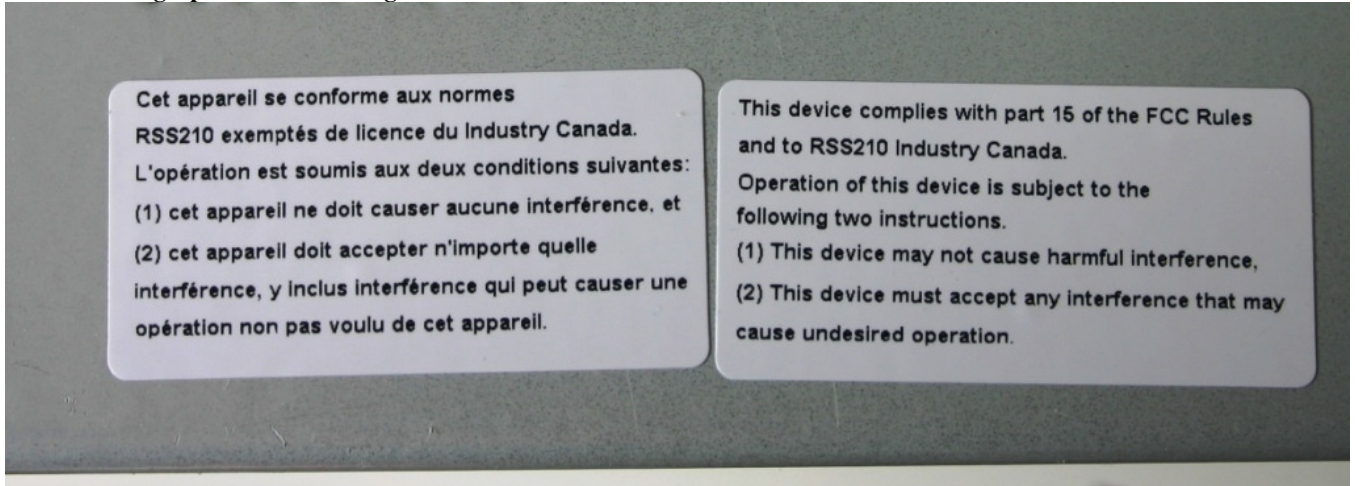 Cet appareil se conforme aux normes
RSS210 exemptés de licence du Industry Canada.
L'opération est soumis aux deux conditions suivantes:
(1) cet appareil ne doit causer aucune interférence, et
(2) cet appareil doit accepter n'importe quelle
interférence, y inclus interférence qui peut causer une
opération non pas voulu de cet appareil.
This device complies with part 15 of the FCC Rules
and to RSS210 Industry Canada.
Operation of this device is subject to the
following two instructions.
(1) This device may not cause harmful interference,
(2) This device must accept any interference that may
cause undesired operation.